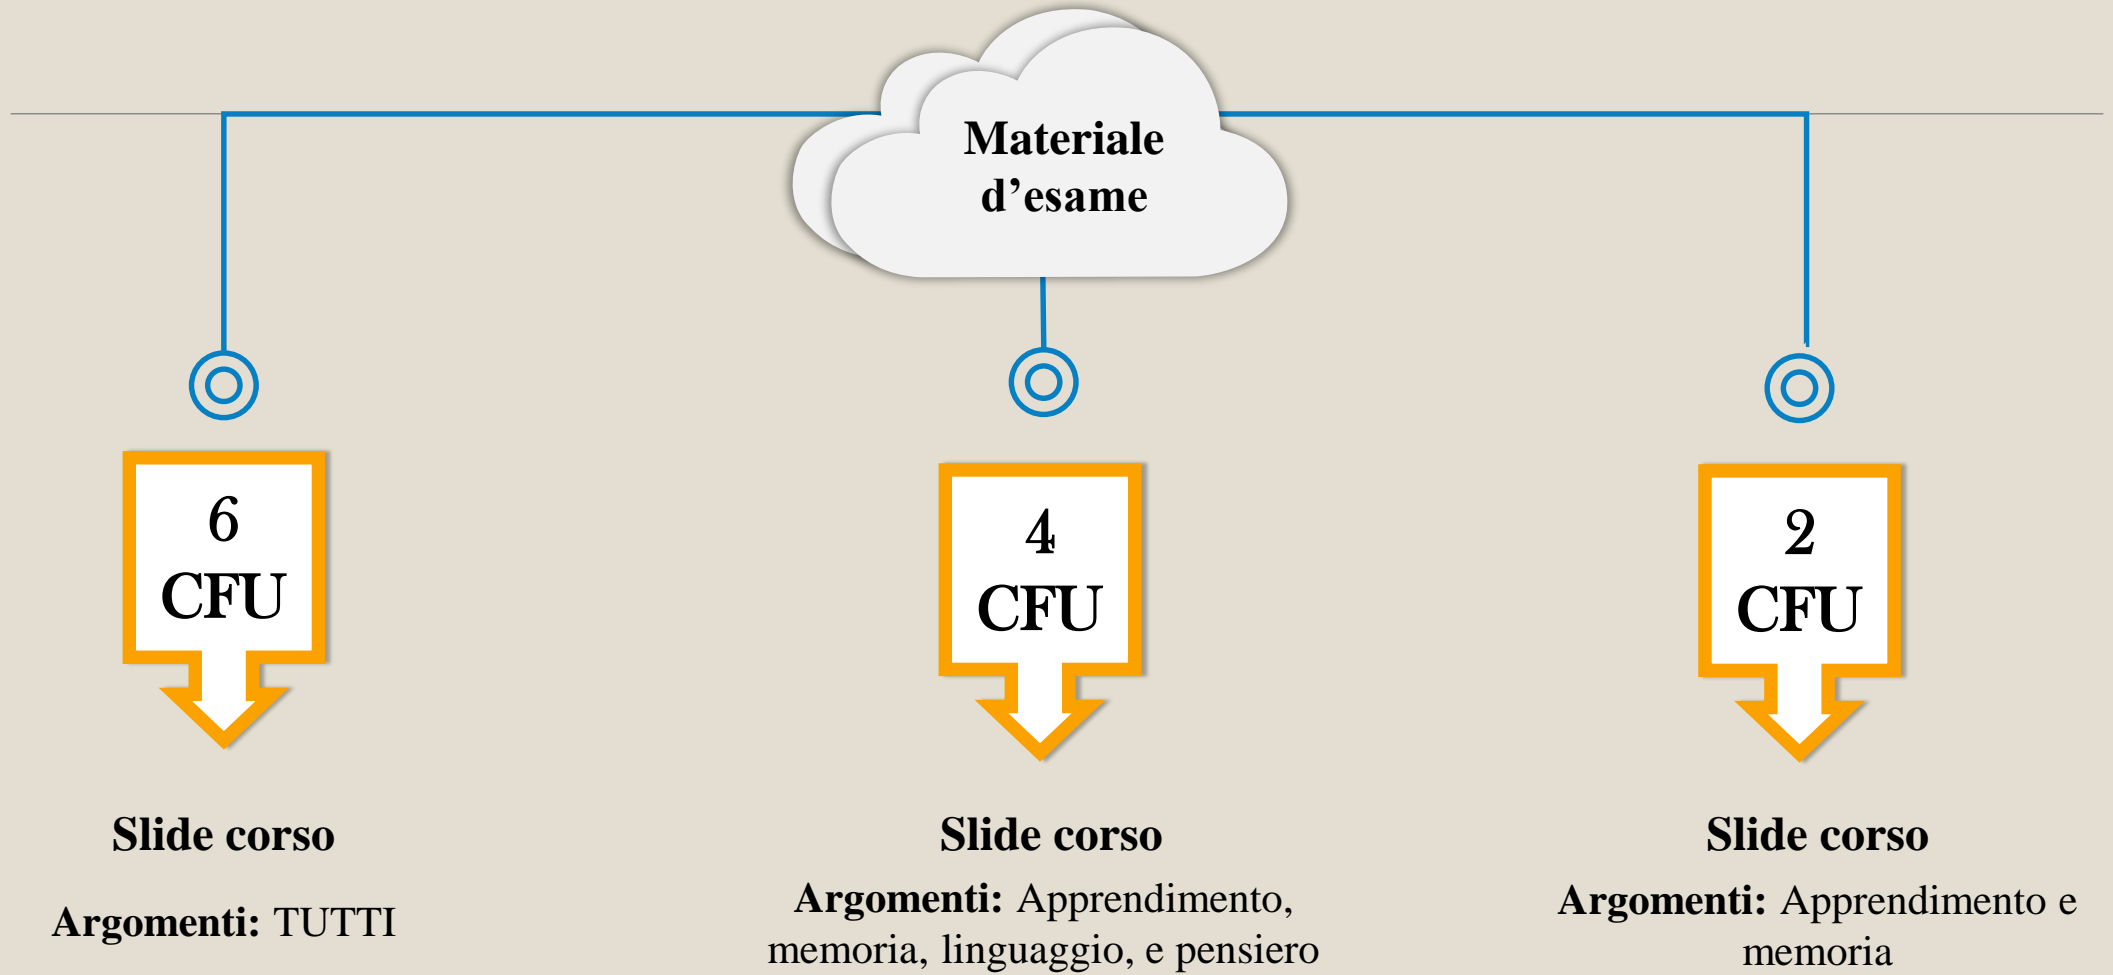 Materiale
d’esame
6
CFU
4
CFU
2
CFU
Slide corso
Argomenti: TUTTI
Slide corso
Argomenti: Apprendimento,
memoria, linguaggio, e pensiero
Slide corso
Argomenti: Apprendimento e
memoria